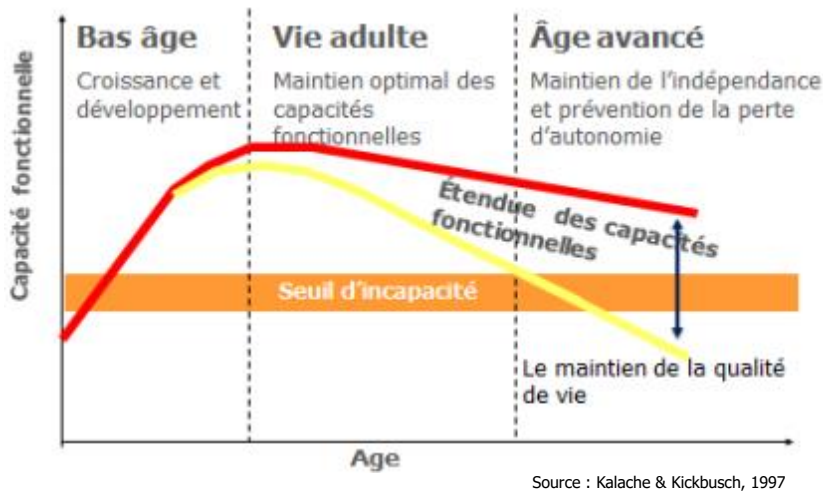 Bas âge
Croissance et
développement
Vie adulte
Maintien optimal des
capacités
fonctionnelles
Âge avancé
Maintien de l'indépendance
et prévention de la perte
d'autonomie
Capacité fonctionnelle
Étendue des capacités
fonctionnelles
Seuil d'incapacité
Le maintien de la qualité
de vie
Age
Source : Kalache & Kickbusch, 1997